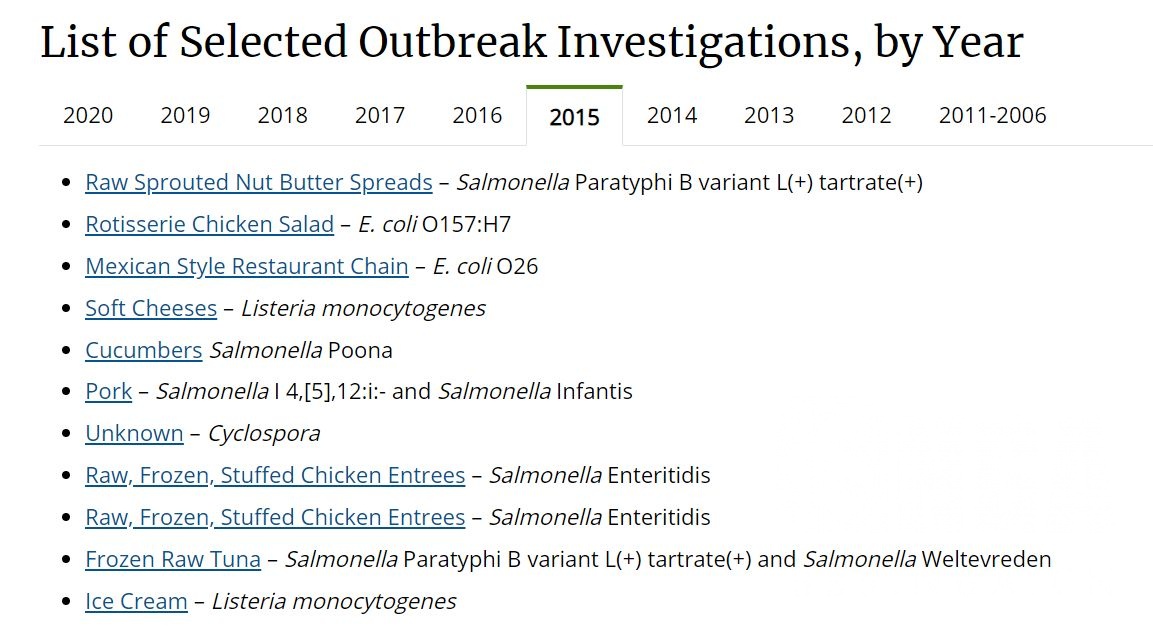 List of Selected Outbreak Investigations, by Year
2020 2019 2018 2017 2016 2015 2014 2013 2012 2011-2006
• Raw Sprouted Nut Butter Spreads – Salmonella Paratyphi B variant L(+) tartrate(+)
• Rotisserie Chicken Salad – E. coli O157:H7
• Mexican Style Restaurant Chain – E. coli O26
• Soft Cheeses – Listeria monocytogenes
• Cucumbers Salmonella Poona
• Pork – Salmonella I 4,[5],12:i:- and Salmonella Infantis
• Unknown – Cyclospora
• Raw, Frozen, Stuffed Chicken Entrees – Salmonella Enteritidis
• Raw, Frozen, Stuffed Chicken Entrees – Salmonella Enteritidis
• Frozen Raw Tuna – Salmonella Paratyphi B variant L(+) tartrate(+) and Salmonella Weltevreden
• Ice Cream – Listeria monocytogenes